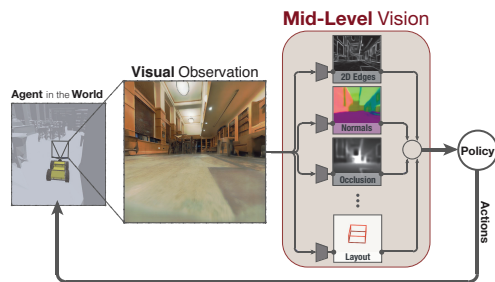 Mid-Level Vision
Visual Observation
Agent in the World
2D Edges
Normals
Occlusion
Layout
Policy
Actions